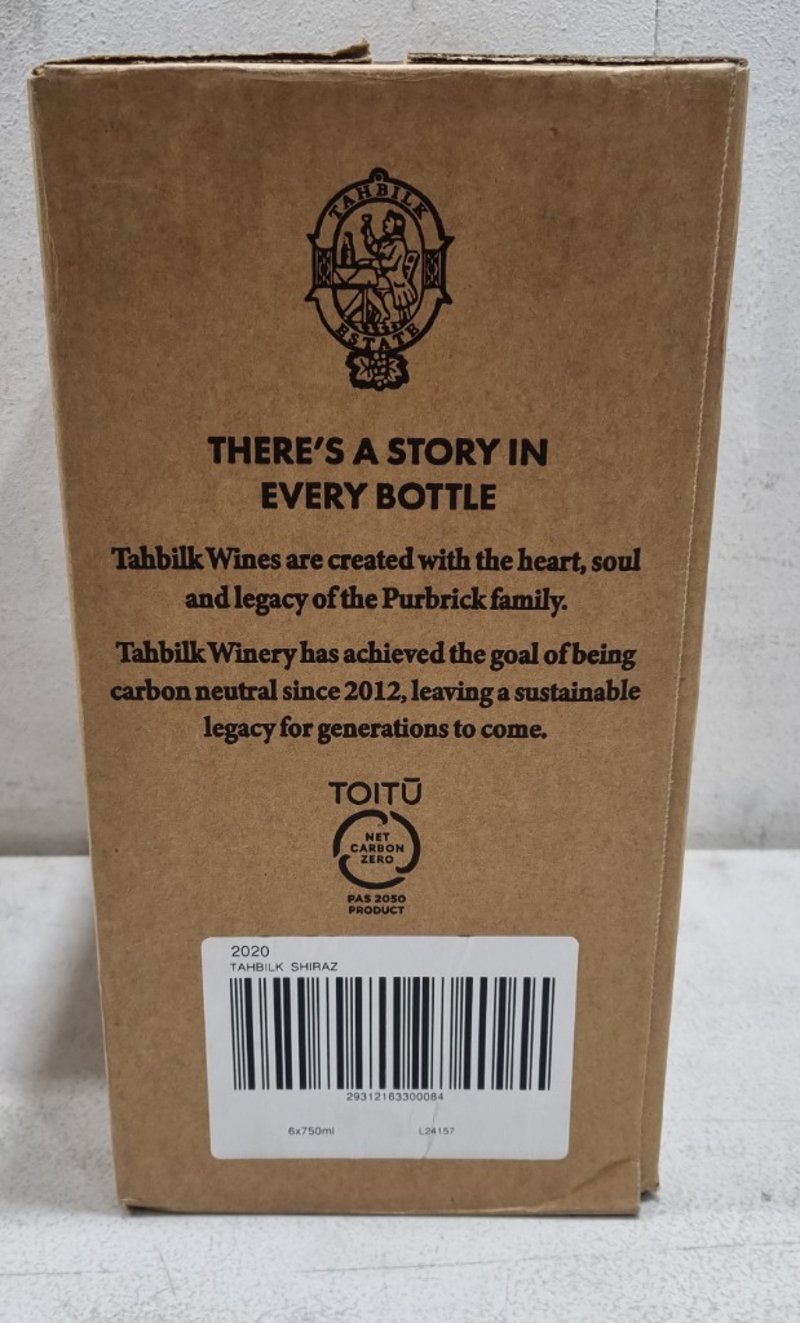 TAHBILK
ESTATE
THERE'S A STORY IN
EVERY BOTTLE
Tahbilk Wines are created with the heart, soul
and legacy of the Purbrick family.
Tahbilk Winery has achieved the goal of being
carbon neutral since 2012, leaving a sustainable
legacy for generations to come.
TOITŪ
NET
CARBON
ZERO
PAS 2050
PRODUCT
2020
TAHBILK SHIRAZ
29312163300084
6x750ml L24157